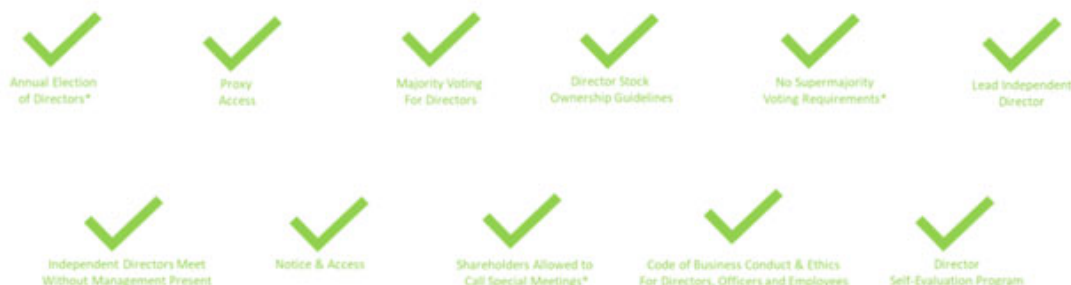 Annual Election
of Directors*
Proxy
Access
Majority Voting
For Directors
Director Stock
Ownership Guidelines
No Supermajority
Voting Requirements*
Lead Independent
Director
Independent Directors Meet
Without Management Present
Notice & Access
Shareholders Allowed to
Call Special Meetings*
Code of Business Conduct & Ethics
For Directors, Officers and Employees
Director
Self-Evaluation Program